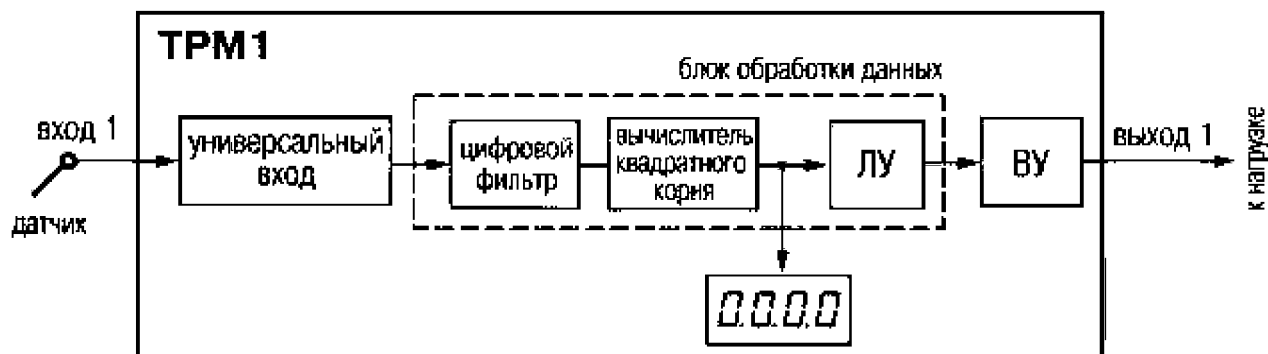 ТРМ1
блок обработки данных
вход 1
датчик
универсальный
вход
цифровой
фильтр
вычислитель
квадратного
корня
ЛУ
ВУ
выход 1
к нагрузке
0.0.0.0